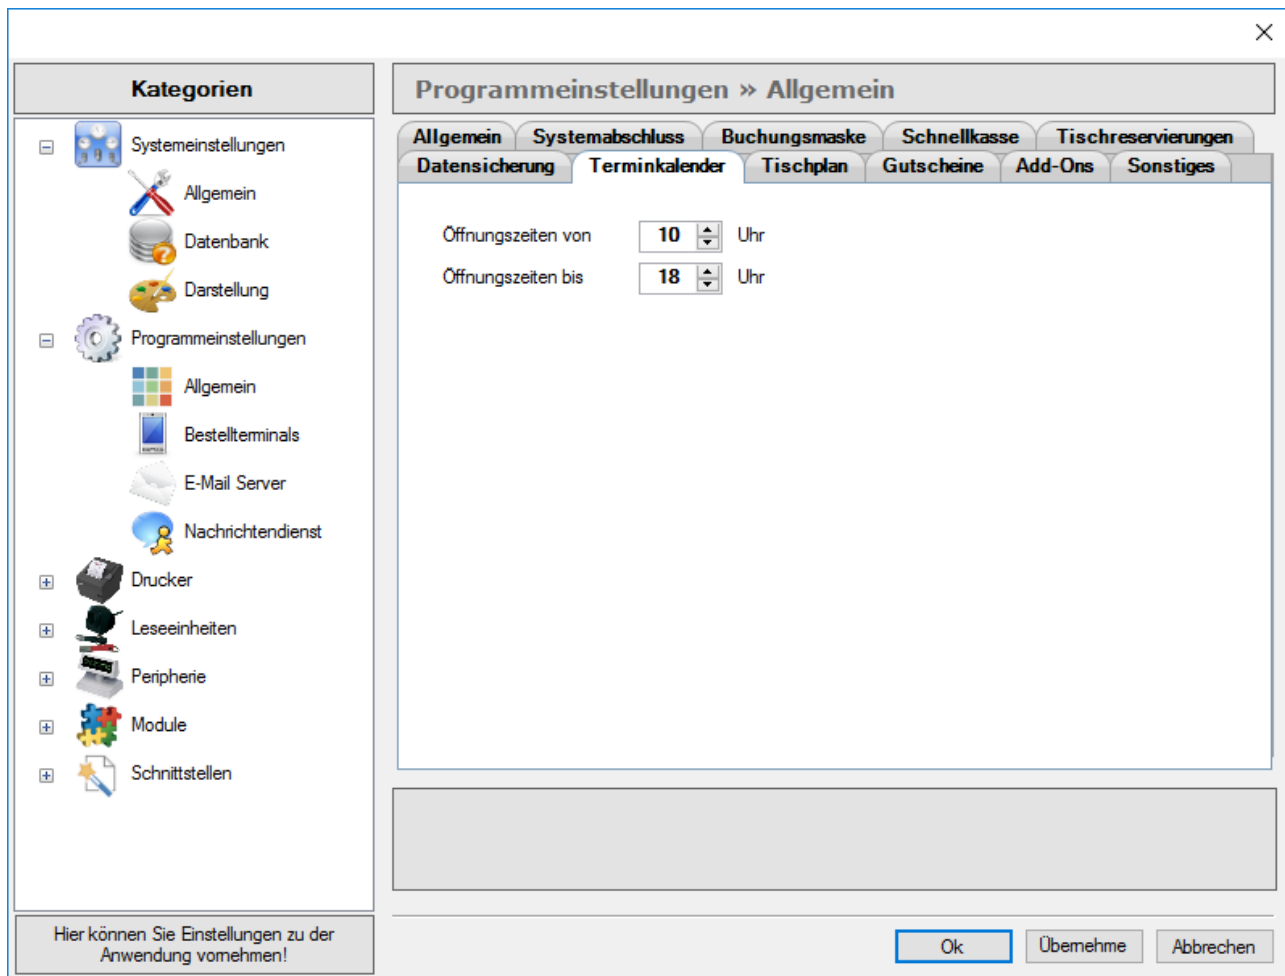 Kategorien
Systemeinstellungen
Allgemein
Datenbank
Darstellung
Programmeinstellungen
Allgemein
Bestellterminals
E-Mail Server
Nachrichtendienst
Drucker
Leseeinheiten
Peripherie
Module
Schnittstellen
Hier können Sie Einstellungen zu der
Anwendung vornehmen!
Programmeinstellungen » Allgemein
Allgemein Systemabschluss Buchungsmaske Schnellkasse Tischreservierungen
Datensicherung Terminkalender Tischplan Gutscheine Add-Ons Sonstiges
Öffnungszeiten von 10 Uhr
Öffnungszeiten bis 18 Uhr
Ok Übernehme Abbrechen